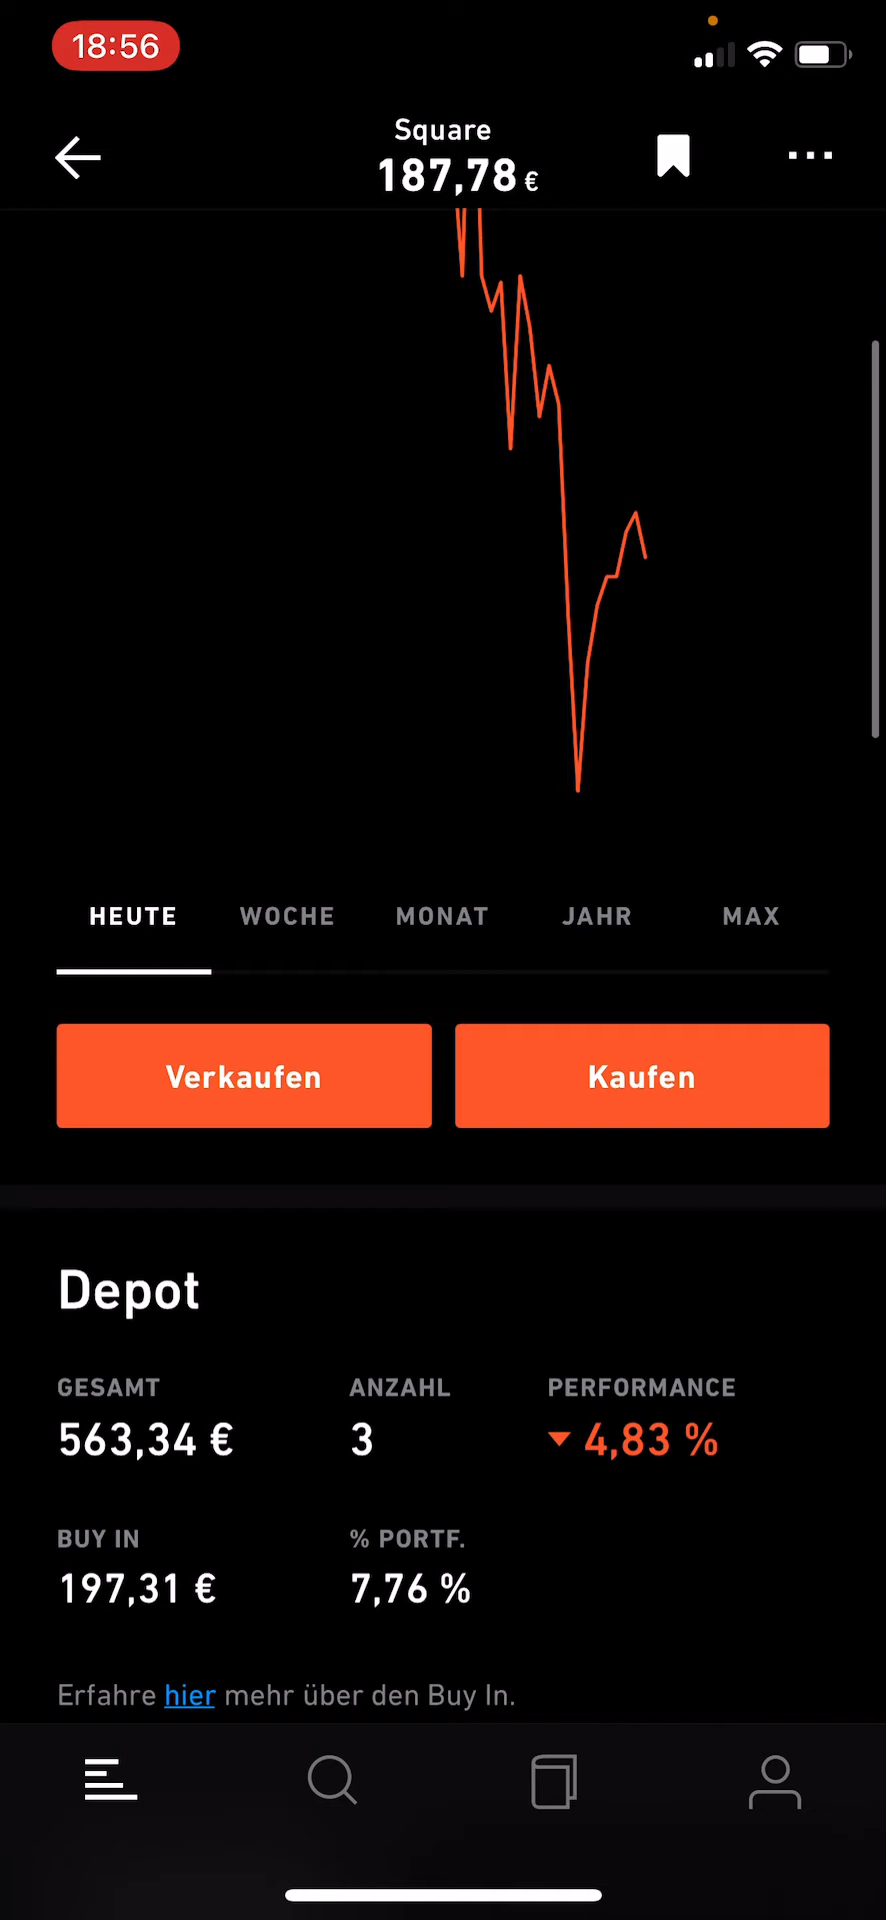 18:56
Square
187,78 €
HEUTE WOCHE MONAT JAHR MAX
Verkaufen Kaufen
Depot
GESAMT ANZAHL PERFORMANCE
563,34 € 3 4,83 %
BUY IN % PORTF.
197,31 € 7,76 %
Erfahre hier mehr über den Buy In.